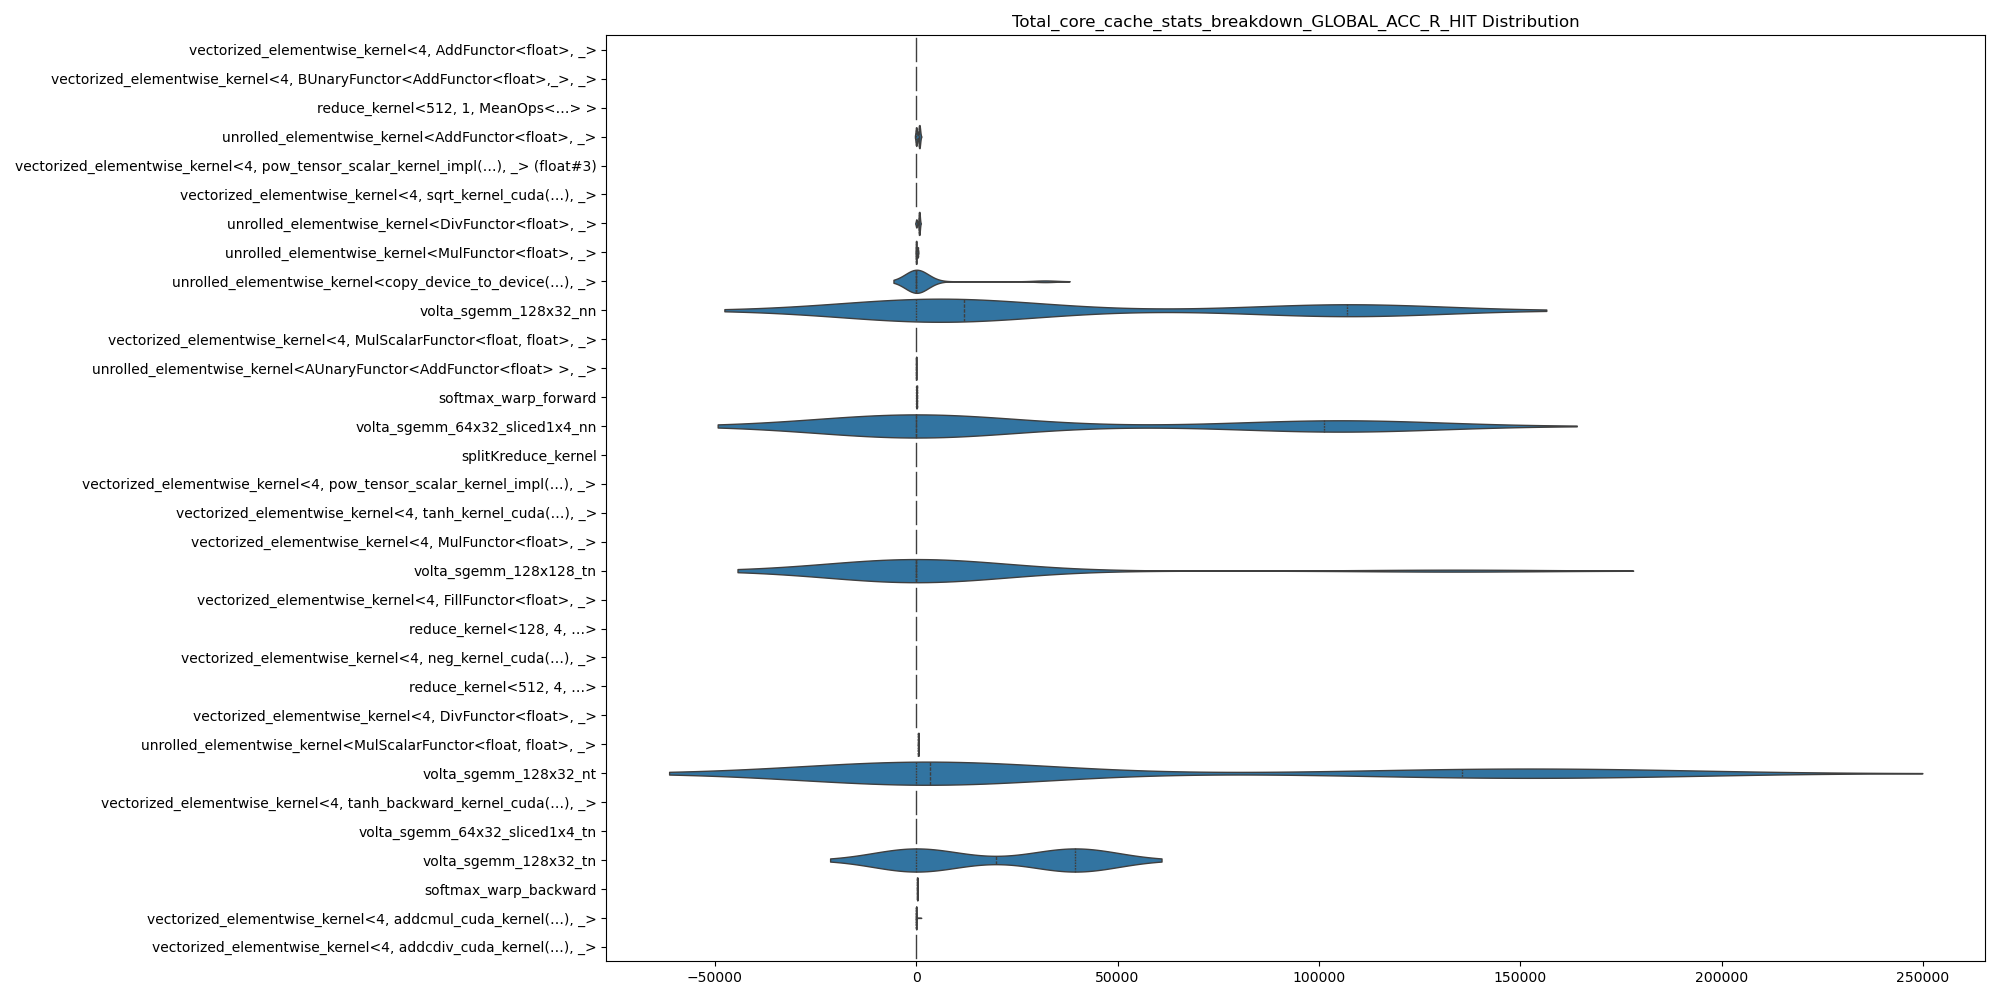 Total_core_cache_stats_breakdown_GLOBAL_ACC_R_HIT Distribution
vectorized_elementwise_kernel<4, AddFunctor<float>, _>
vectorized_elementwise_kernel<4, BUnaryFunctor<AddFunctor<float>,_>, _>
reduce_kernel<512, 1, MeanOps<...> >
unrolled_elementwise_kernel<AddFunctor<float>, _>
vectorized_elementwise_kernel<4, pow_tensor_scalar_kernel_impl(...), _> (float#3)
vectorized_elementwise_kernel<4, sqrt_kernel_cuda(...), _>
unrolled_elementwise_kernel<DivFunctor<float>, _>
unrolled_elementwise_kernel<MulFunctor<float>, _>
unrolled_elementwise_kernel<copy_device_to_device(...), _>
volta_sgemm_128x32_nn
vectorized_elementwise_kernel<4, MulScalarFunctor<float, float>, _>
unrolled_elementwise_kernel<AUnaryFunctor<AddFunctor<float> >, _>
softmax_warp_forward
volta_sgemm_64x32_sliced1x4_nn
splitKreduce_kernel
vectorized_elementwise_kernel<4, pow_tensor_scalar_kernel_impl(...), _>
vectorized_elementwise_kernel<4, tanh_kernel_cuda(...), _>
vectorized_elementwise_kernel<4, MulFunctor<float>, _>
volta_sgemm_128x128_tn
vectorized_elementwise_kernel<4, FillFunctor<float>, _>
reduce_kernel<128, 4, ...>
vectorized_elementwise_kernel<4, neg_kernel_cuda(...), _>
reduce_kernel<512, 4, ...>
vectorized_elementwise_kernel<4, DivFunctor<float>, _>
unrolled_elementwise_kernel<MulScalarFunctor<float, float>, _>
volta_sgemm_128x32_nt
vectorized_elementwise_kernel<4, tanh_backward_kernel_cuda(...), _>
volta_sgemm_64x32_sliced1x4_tn
volta_sgemm_128x32_tn
softmax_warp_backward
vectorized_elementwise_kernel<4, addcmul_cuda_kernel(...), _>
vectorized_elementwise_kernel<4, addcdiv_cuda_kernel(...), _>
−50000 0 50000 100000 150000 200000 250000